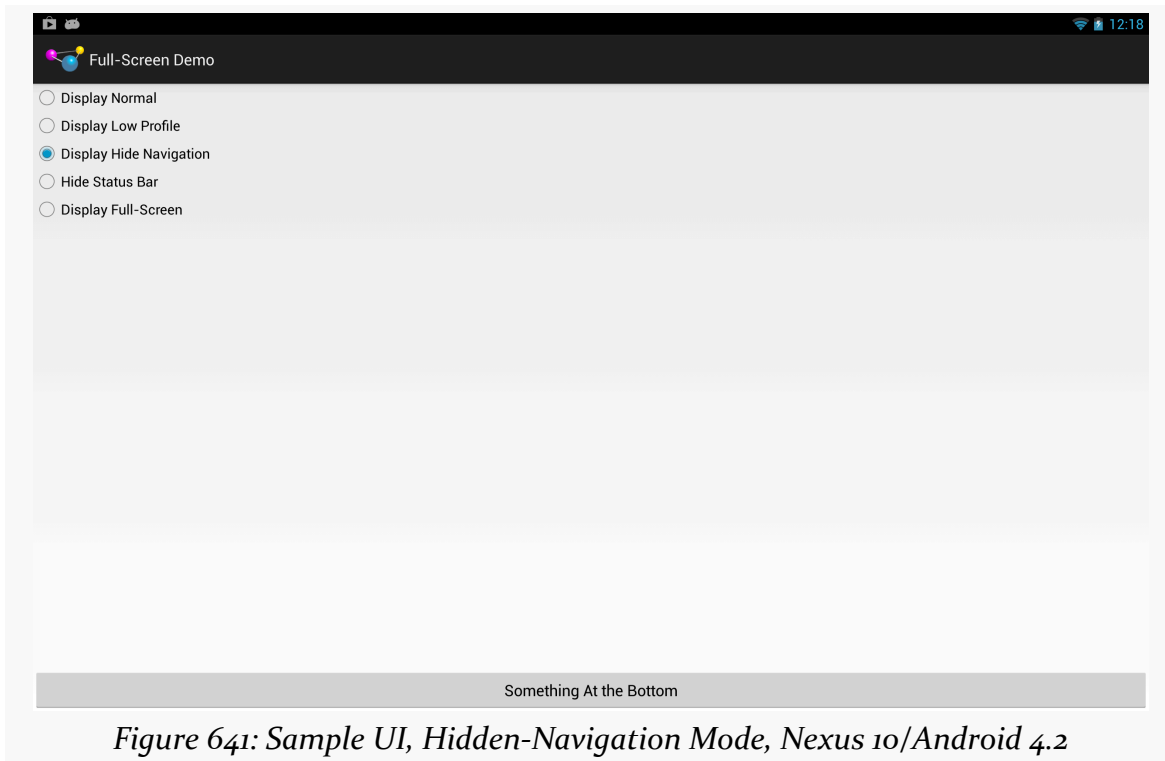 12:18
Full-Screen Demo
Display Normal
Display Low Profile
Display Hide Navigation
Hide Status Bar
Display Full-Screen
Something At the Bottom
Figure 641: Sample UI, Hidden-Navigation Mode, Nexus 10/Android 4.2